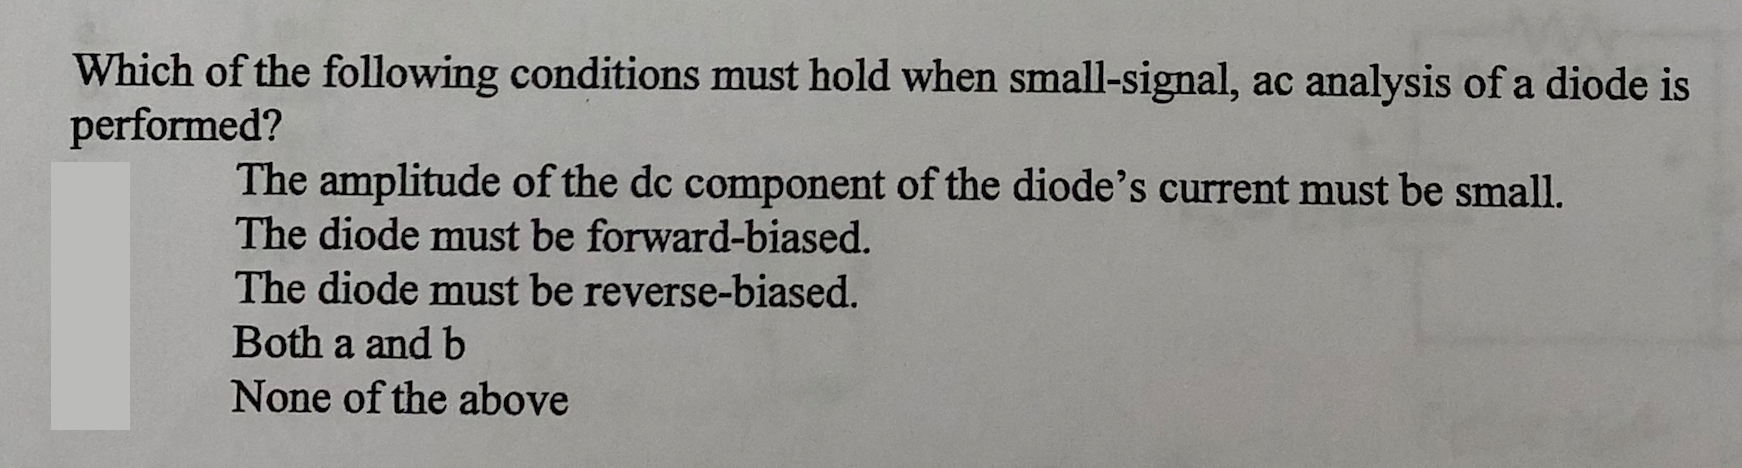 Which of the following conditions must hold when small-signal, ac analysis of a diode is
performed?
The amplitude of the dc component of the diode's current must be small.
The diode must be forward-biased.
The diode must be reverse-biased.
Both a and b
None of the above